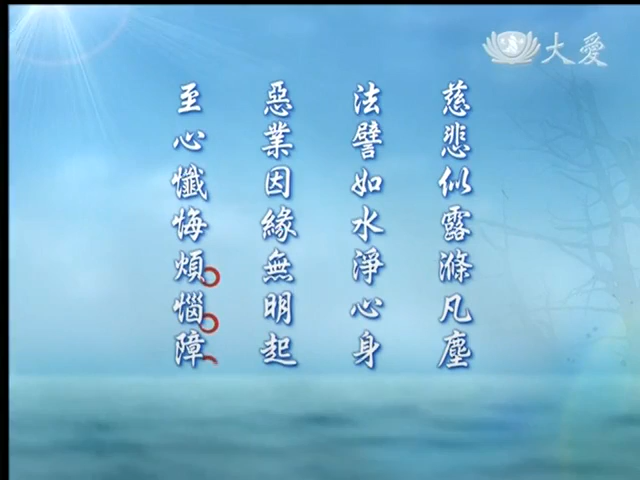 大愛
慈悲似露滌凡塵
法譬如水淨心身
惡業因緣無明起
至心懺悔煩惱障